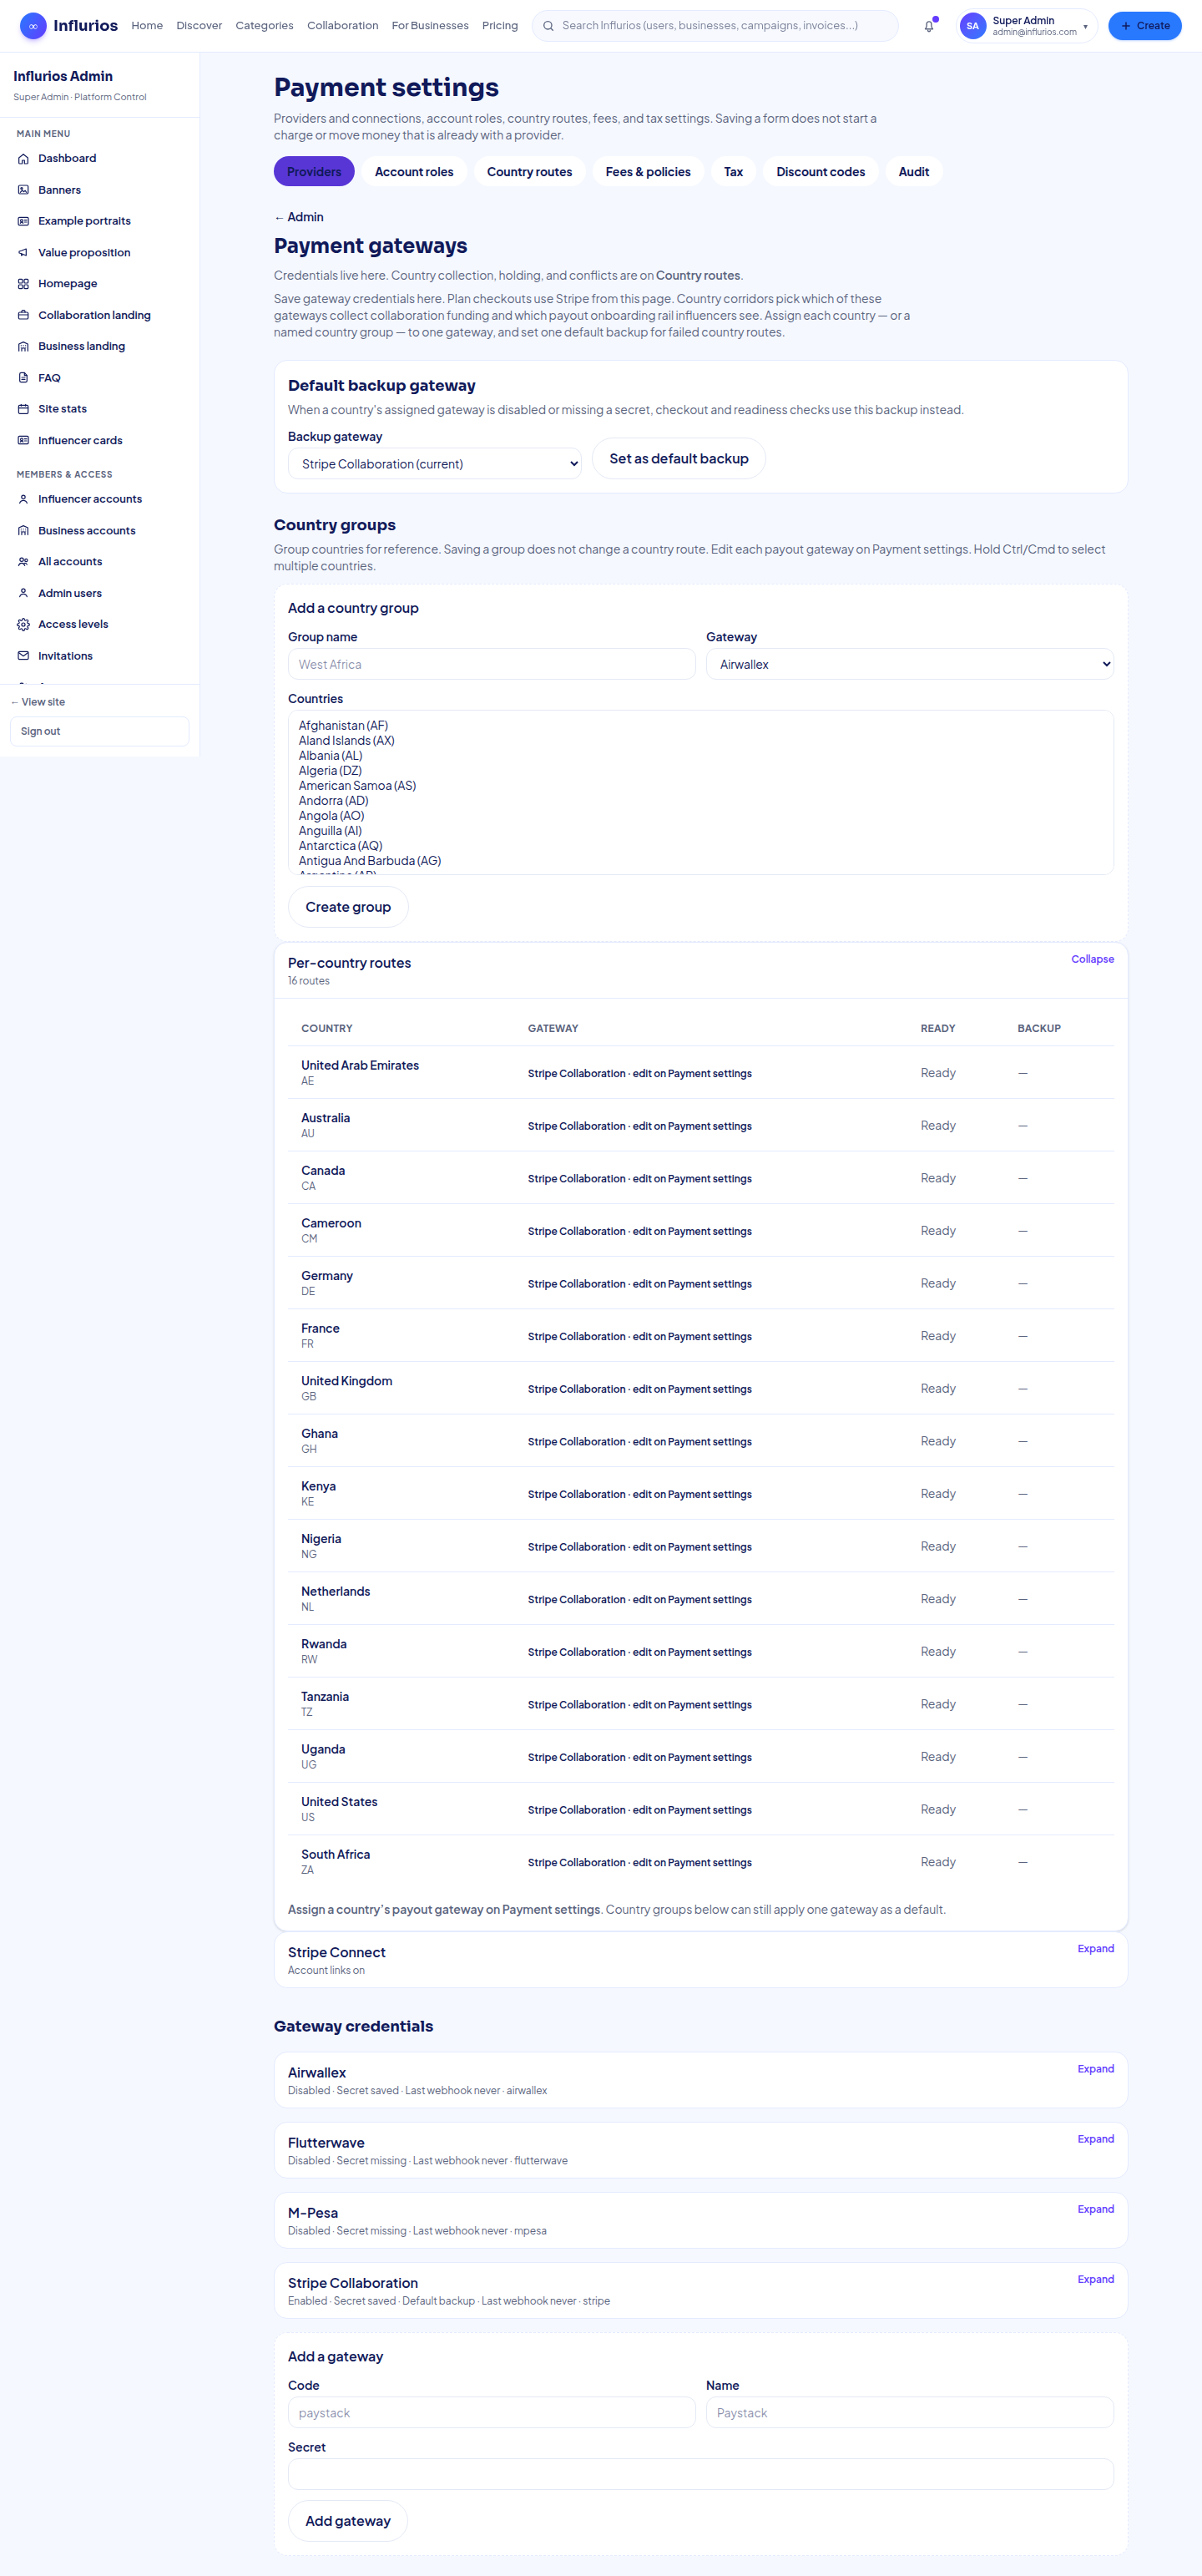 Influrios
Home
Discover
Categories
Collaboration
For Businesses
Pricing
Search Influrios (users, businesses, campaigns, invoices...)
SA
Super Admin
admin@influrios.com
+ Create
Influrios Admin
Super Admin · Platform Control
MAIN MENU
Dashboard
Banners
Example portraits
Value proposition
Homepage
Collaboration landing
Business landing
FAQ
Site stats
Influencer cards
MEMBERS & ACCESS
Influencer accounts
Business accounts
All accounts
Admin users
Access levels
Invitations
← View site
Sign out
Payment settings
Providers and connections, account roles, country routes, fees, and tax settings. Saving a form does not start a
charge or move money that is already with a provider.
Providers
Account roles
Country routes
Fees & policies
Tax
Discount codes
Audit
← Admin
Payment gateways
Credentials live here. Country collection, holding, and conflicts are on Country routes.
Save gateway credentials here. Plan checkouts use Stripe from this page. Country corridors pick which of these
gateways collect collaboration funding and which payout onboarding rail influencers see. Assign each country — or a
named country group — to one gateway, and set one default backup for failed country routes.
Default backup gateway
When a country's assigned gateway is disabled or missing a secret, checkout and readiness checks use this backup instead.
Backup gateway
Stripe Collaboration (current)
Set as default backup
Country groups
Group countries for reference. Saving a group does not change a country route. Edit each payout gateway on Payment settings. Hold Ctrl/Cmd to select
multiple countries.
Add a country group
Group name
Gateway
West Africa
Airwallex
Countries
Afghanistan (AF)
Aland Islands (AX)
Albania (AL)
Algeria (DZ)
American Samoa (AS)
Andorra (AD)
Angola (AO)
Anguilla (AI)
Antarctica (AQ)
Antigua And Barbuda (AG)
Argentina (AR)
Create group
Per-country routes
Collapse
16 routes
COUNTRY GATEWAY READY BACKUP
United Arab Emirates
AE
Stripe Collaboration · edit on Payment settings Ready —
Australia
AU
Stripe Collaboration · edit on Payment settings Ready —
Canada
CA
Stripe Collaboration · edit on Payment settings Ready —
Cameroon
CM
Stripe Collaboration · edit on Payment settings Ready —
Germany
DE
Stripe Collaboration · edit on Payment settings Ready —
France
FR
Stripe Collaboration · edit on Payment settings Ready —
United Kingdom
GB
Stripe Collaboration · edit on Payment settings Ready —
Ghana
GH
Stripe Collaboration · edit on Payment settings Ready —
Kenya
KE
Stripe Collaboration · edit on Payment settings Ready —
Nigeria
NG
Stripe Collaboration · edit on Payment settings Ready —
Netherlands
NL
Stripe Collaboration · edit on Payment settings Ready —
Rwanda
RW
Stripe Collaboration · edit on Payment settings Ready —
Tanzania
TZ
Stripe Collaboration · edit on Payment settings Ready —
Uganda
UG
Stripe Collaboration · edit on Payment settings Ready —
United States
US
Stripe Collaboration · edit on Payment settings Ready —
South Africa
ZA
Stripe Collaboration · edit on Payment settings Ready —
Assign a country's payout gateway on Payment settings. Country groups below can still apply one gateway as a default.
Stripe Connect
Expand
Account links on
Gateway credentials
Airwallex
Expand
Disabled · Secret saved · Last webhook never · airwallex
Flutterwave
Expand
Disabled · Secret missing · Last webhook never · flutterwave
M-Pesa
Expand
Disabled · Secret missing · Last webhook never · mpesa
Stripe Collaboration
Expand
Enabled · Secret saved · Default backup · Last webhook never · stripe
Add a gateway
Code
Name
paystack
Paystack
Secret
Add gateway